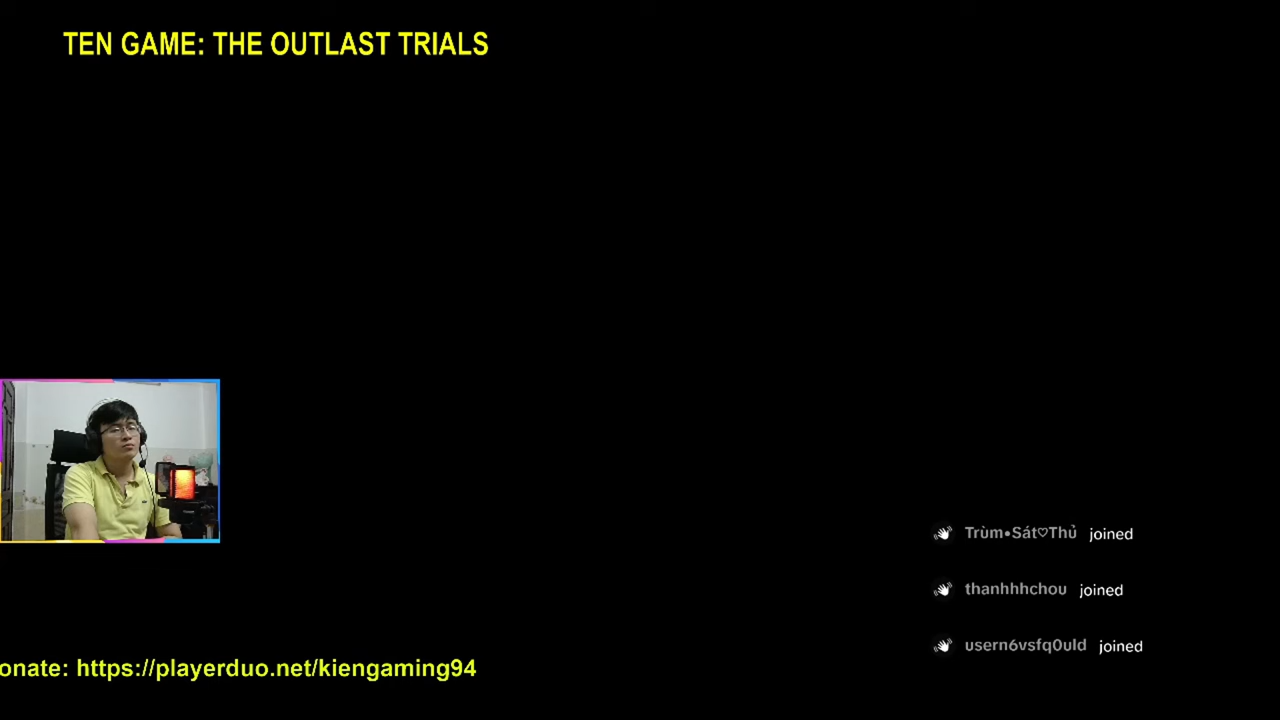 TEN GAME: THE OUTLAST TRIALS
Trùm•Sát♡Thủ joined
thanhhhchou joined
usern6vsfq0uld joined
onate: https://playerduo.net/kiengaming94